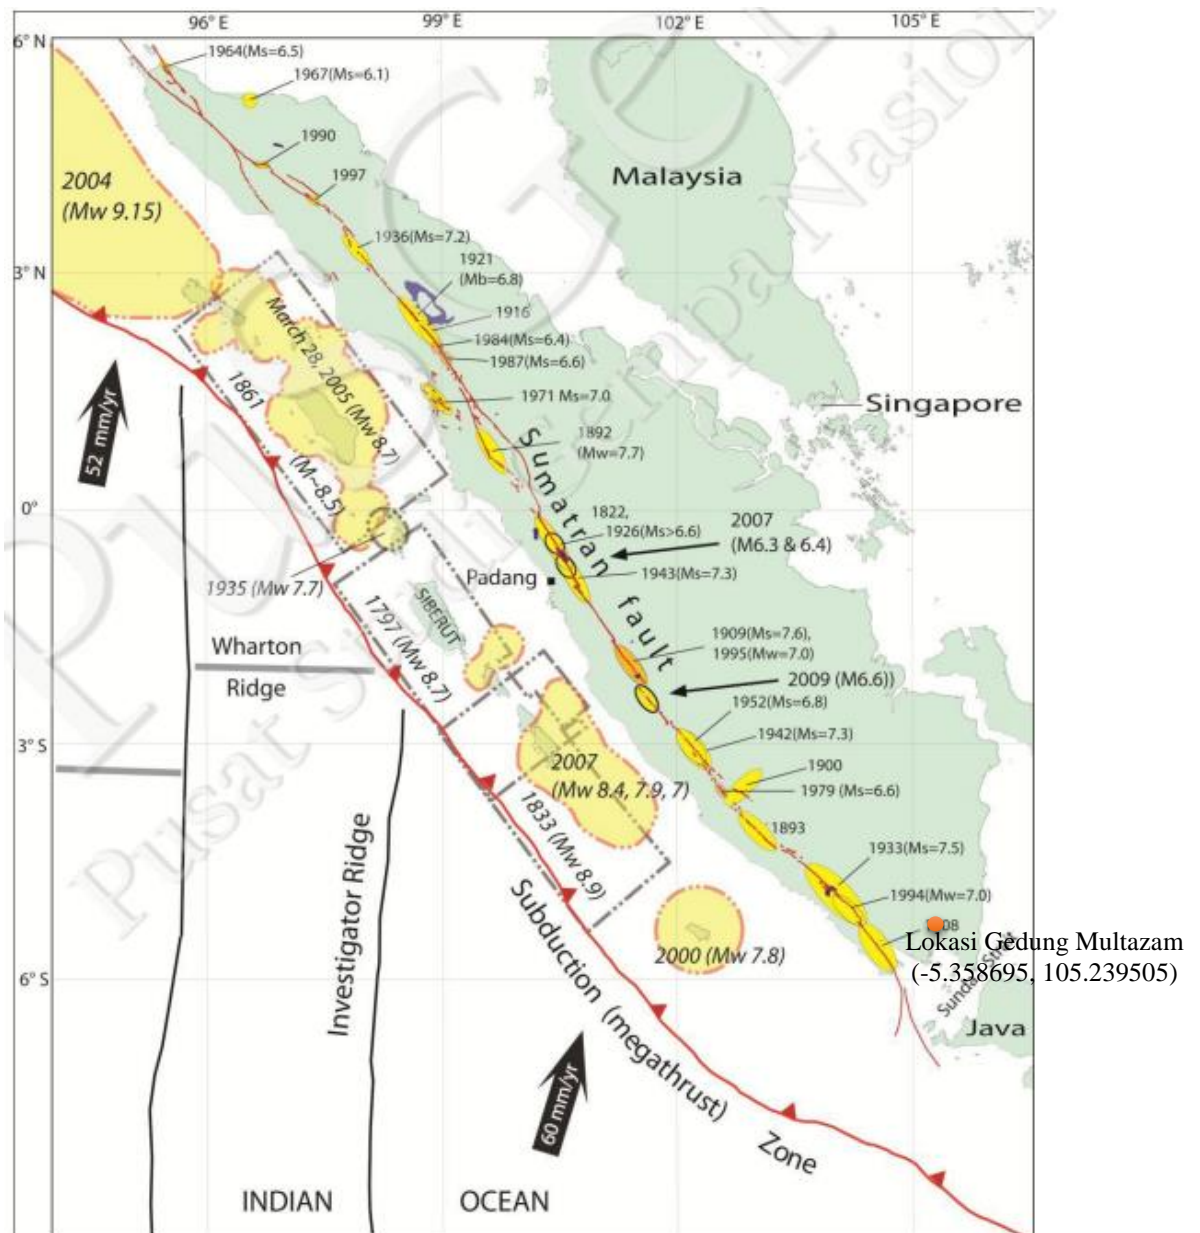 96° E
99° E
102° E
105° E
6° N
1964(Ms=6.5)
1967(Ms=6.1)
1990
1997
Malaysia
2004
(Mw 9.15)
1936(Ms=7.2)
3° N
1921
(Mb=6.8)
1916
March 28, 2005 (Mw 8.7)
1984(Ms=6.4)
1987(Ms=6.6)
1861
(M~8.5)
1971 Ms=7.0
Singapore
52 mm/yr
1892
(Mw=7.7)
Sumatran fault
0°
1822,
1926(Ms>6.6)
2007
(M6.3 & 6.4)
1943(Ms=7.3)
Padang
1935 (Mw 7.7)
SIBERUT
1797 (Mw 8.7)
Wharton
Ridge
1909(Ms=7.6),
1995(Mw=7.0)
2009 (M6.6))
1952(Ms=6.8)
3° S
1942(Ms=7.3)
2007
(Mw 8.4, 7.9, 7)
1900
1979 (Ms=6.6)
1833 (Mw 8.9)
1893
1933(Ms=7.5)
1994(Mw=7.0)
Investigator Ridge
Lokasi Gedung Multazam
(-5.358695, 105.239505)
2000 (Mw 7.8)
6° S
Java
Subduction (megathrust) Zone
60 mm/yr
INDIAN
OCEAN